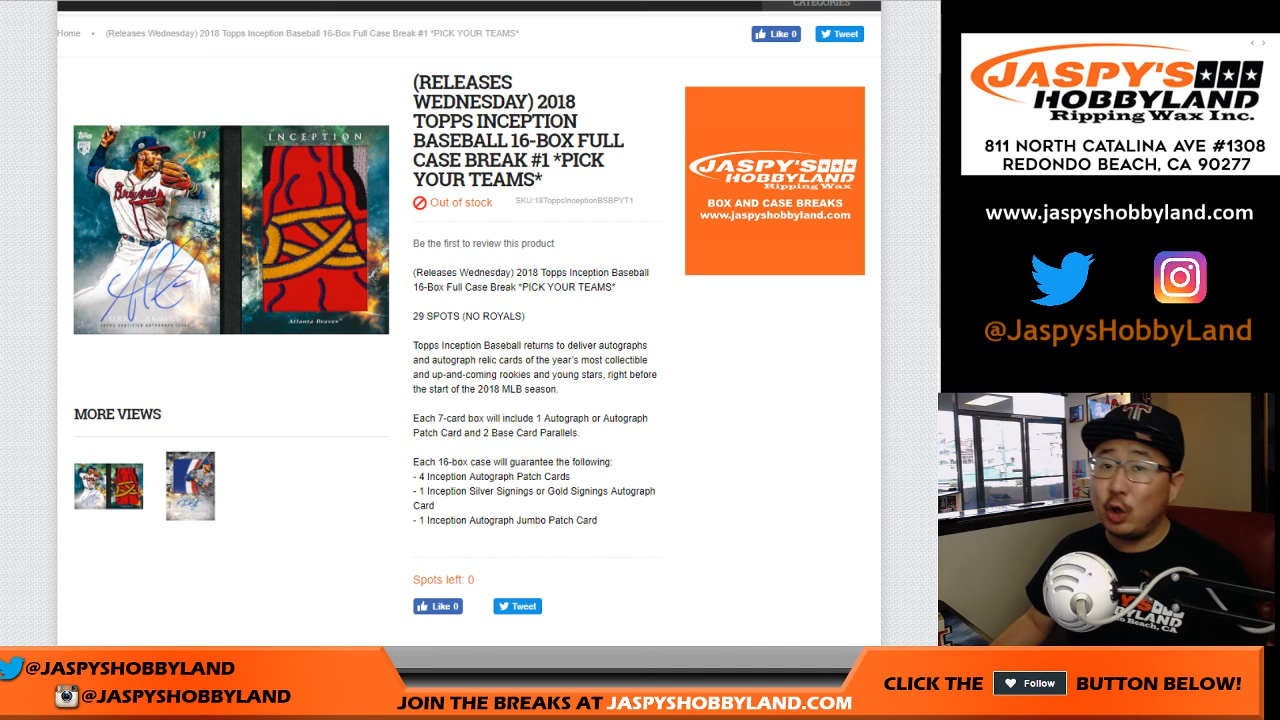 CATEGORIES
Home • (Releases Wednesday) 2018 Topps Inception Baseball 16-Box Full Case Break #1 *PICK YOUR TEAMS*
Like 0
Tweet
(RELEASES
WEDNESDAY) 2018
TOPPS INCEPTION
BASEBALL 16-BOX FULL
CASE BREAK #1 *PICK
YOUR TEAMS*
Out of stock
SKU:18ToppsInceptionBSBPYT1
Be the first to review this product
(Releases Wednesday) 2018 Topps Inception Baseball
16-Box Full Case Break *PICK YOUR TEAMS*
29 SPOTS (NO ROYALS)
Topps Inception Baseball returns to deliver autographs
and autograph relic cards of the year's most collectible
and up-and-coming rookies and young stars, right before
the start of the 2018 MLB season.
Each 7-card box will include 1 Autograph or Autograph
Patch Card and 2 Base Card Parallels.
Each 16-box case will guarantee the following:
- 4 Inception Autograph Patch Cards
- 1 Inception Silver Signings or Gold Signings Autograph
Card
- 1 Inception Autograph Jumbo Patch Card
Spots left: 0
Like 0
Tweet
Topps
1/2
INCEPTION
Braves
TOPPS CERTIFIED AUTOGRAPH ISSUE
Atlanta Braves
MORE VIEWS
JASPY'S
HOBBYLAND
Ripping Wax
BOX AND CASE BREAKS
www.jaspyshobbyland.com
JASPY'S
HOBBYLAND
Ripping Wax Inc.
811 NORTH CATALINA AVE #1308
REDONDO BEACH, CA 90277
www.jaspyshobbyland.com
@JaspysHobbyLand
@JASPYSHOBBYLAND
@JASPYSHOBBYLAND
JOIN THE BREAKS AT JASPYSHOBBYLAND.COM
CLICK THE Follow BUTTON BELOW!